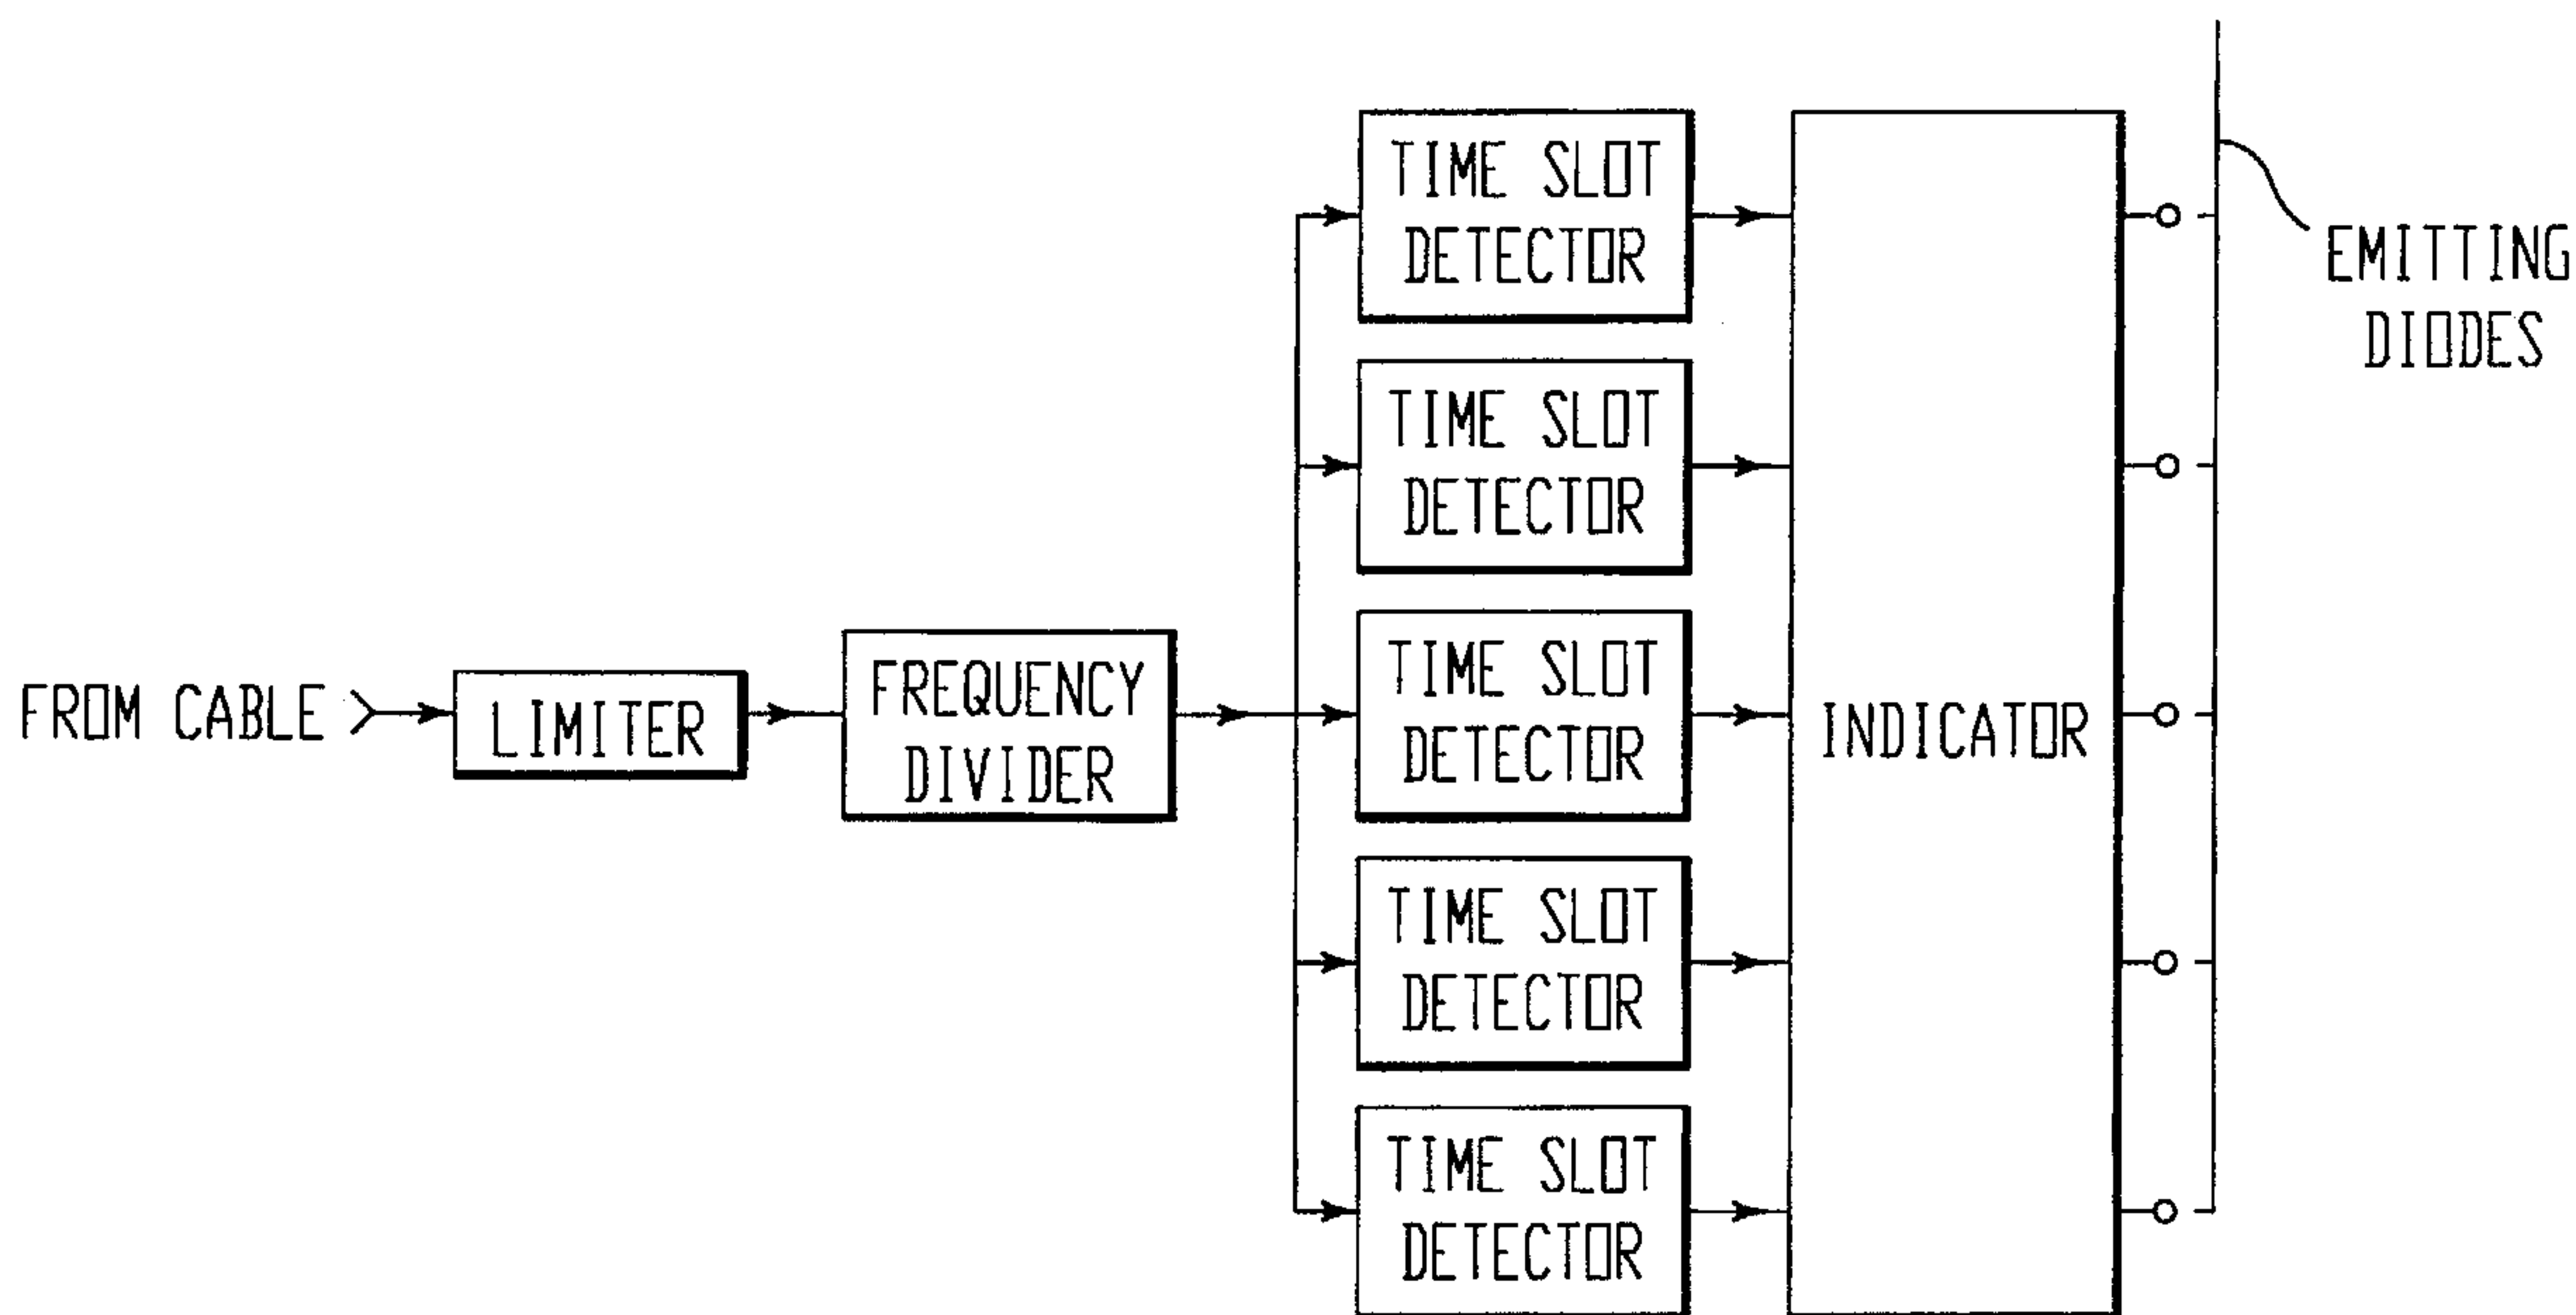 FROM CABLE
LIMITER
FREQUENCY
DIVIDER
TIME SLOT
DETECTOR
TIME SLOT
DETECTOR
TIME SLOT
DETECTOR
TIME SLOT
DETECTOR
TIME SLOT
DETECTOR
INDICATOR
EMITTING
DIODES